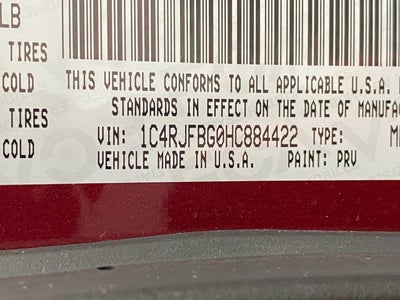 LB
TIRES
COLD
THIS VEHICLE CONFORMS TO ALL APPLICABLE U.S.A.
TIRES
STANDARDS IN EFFECT ON THE DATE OF MANUFAC
VIN: 1C4RJFBG0HC884422 TYPE:
COLD
VEHICLE MADE IN U.S.A. PAINT: PRV